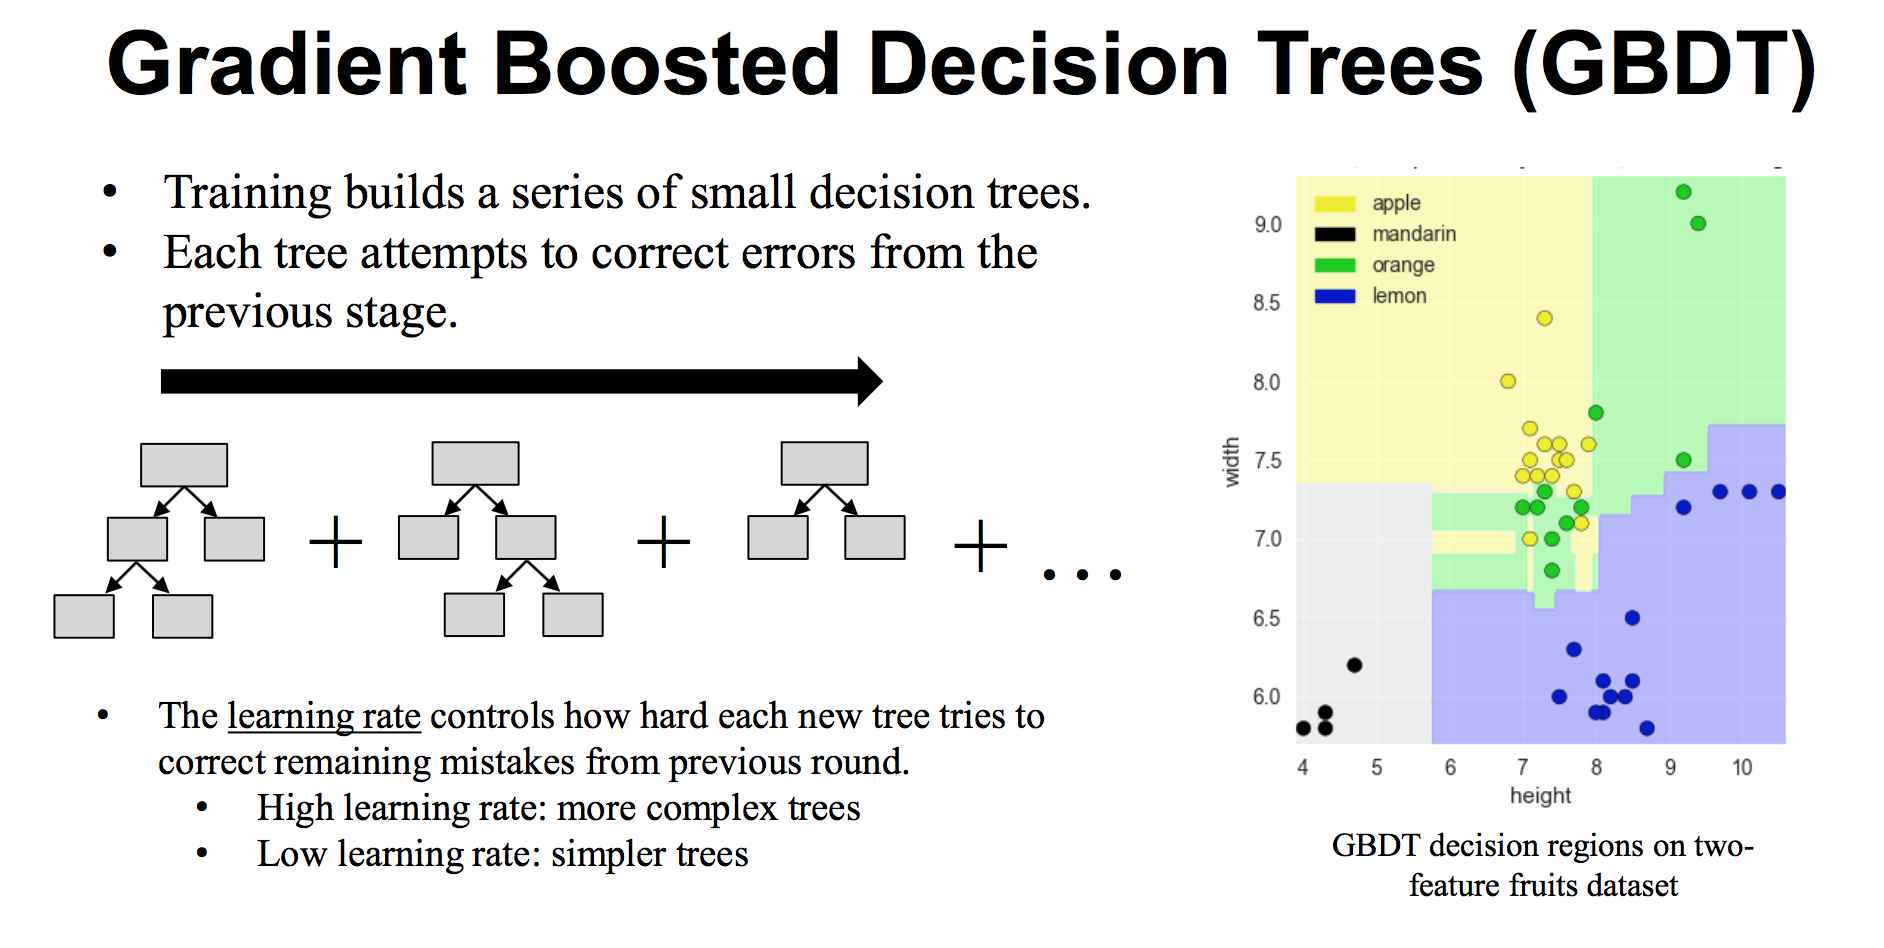 Gradient Boosted Decision Trees (GBDT)
• Training builds a series of small decision trees.
• Each tree attempts to correct errors from the
previous stage.
+ + + ...
• The learning rate controls how hard each new tree tries to
correct remaining mistakes from previous round.
• High learning rate: more complex trees
• Low learning rate: simpler trees
apple
mandarin
orange
lemon
9.0
8.5
8.0
7.5
7.0
6.5
6.0
width
4 5 6 7 8 9 10
height
GBDT decision regions on two-
feature fruits dataset